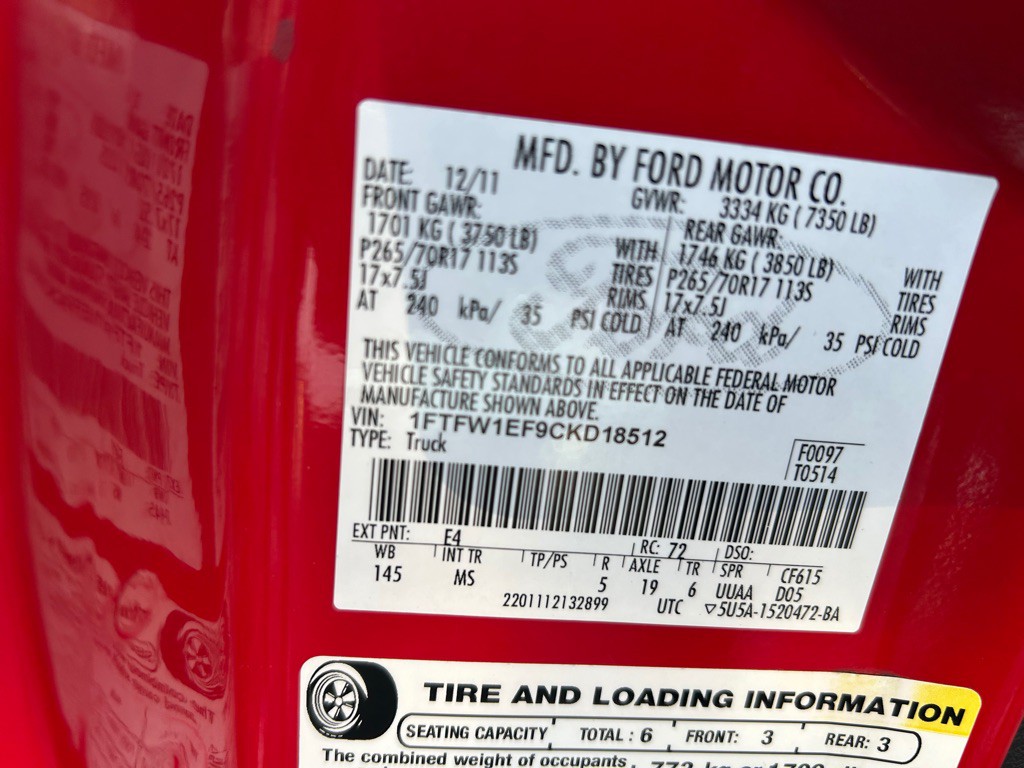 MFD. BY FORD MOTOR CO.
DATE: 12/11 GVWR: 3334 KG ( 7350 LB)
FRONT GAWR: REAR GAWR:
1701 KG ( 3750 LB) WITH 1746 KG ( 3850 LB) WITH
P265/70R17 113S TIRES P265/70R17 113S TIRES
17x7.5J RIMS 17x7.5J RIMS
AT 240 kPa/ 35 PSI COLD AT 240 kPa/ 35 PSI COLD
THIS VEHICLE CONFORMS TO ALL APPLICABLE FEDERAL MOTOR
VEHICLE SAFETY STANDARDS IN EFFECT ON THE DATE OF
MANUFACTURE SHOWN ABOVE.
VIN: 1FTFW1EF9CKD18512
TYPE: Truck
F0097
T0514
EXT PNT: E4 RC: 72 DSO:
WB INT TR TP/PS R AXLE TR SPR CF615
145 MS 5 19 6 UUAA D05
2201112132899 UTC ▽5U5A-1520472-BA
TIRE AND LOADING INFORMATION
SEATING CAPACITY TOTAL : 6 FRONT: 3 REAR: 3
The combined weight of occupants